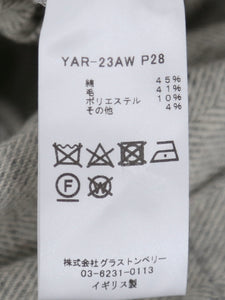 YAR-23AW P28
綿 45%
毛 41%
ポリエステル 10%
その他 4%
F W
株式会社グラストンベリー
03-6231-0113
イギリス製